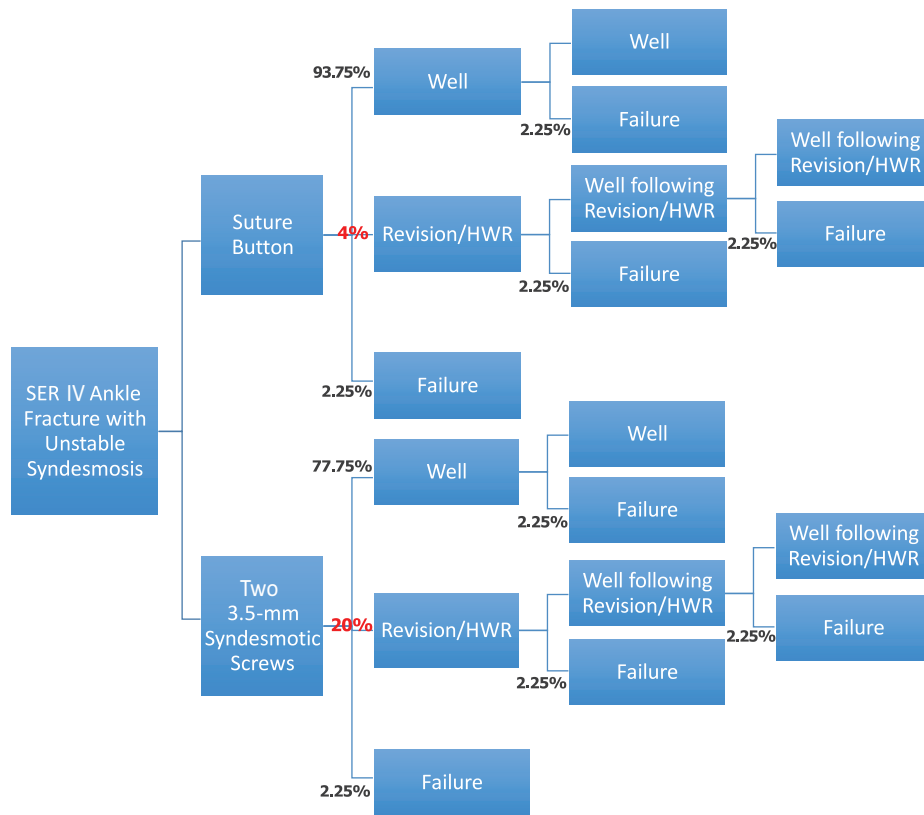 SER IV Ankle
Fracture with
Unstable
Syndesmosis
Suture
Button
93.75%
Well
Well
2.25%
Failure
4%
Revision/HWR
Well following
Revision/HWR
Well following
Revision/HWR
2.25%
Failure
2.25%
Failure
2.25%
Failure
Two
3.5-mm
Syndesmotic
Screws
77.75%
Well
Well
2.25%
Failure
20%
Revision/HWR
Well following
Revision/HWR
Well following
Revision/HWR
2.25%
Failure
2.25%
Failure
2.25%
Failure